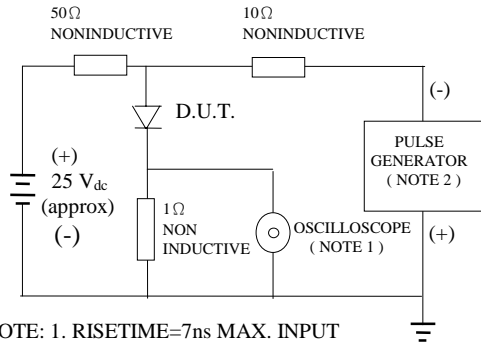 50Ω
NONINDUCTIVE
10Ω
NONINDUCTIVE
D.U.T.
(+)
25 Vdc
(approx)
(-)
1Ω
NON
INDUCTIVE
OSCILLOSCOPE
( NOTE 1 )
(-)
PULSE
GENERATOR
( NOTE 2 )
(+)
OTE: 1. RISETIME=7ns MAX. INPUT